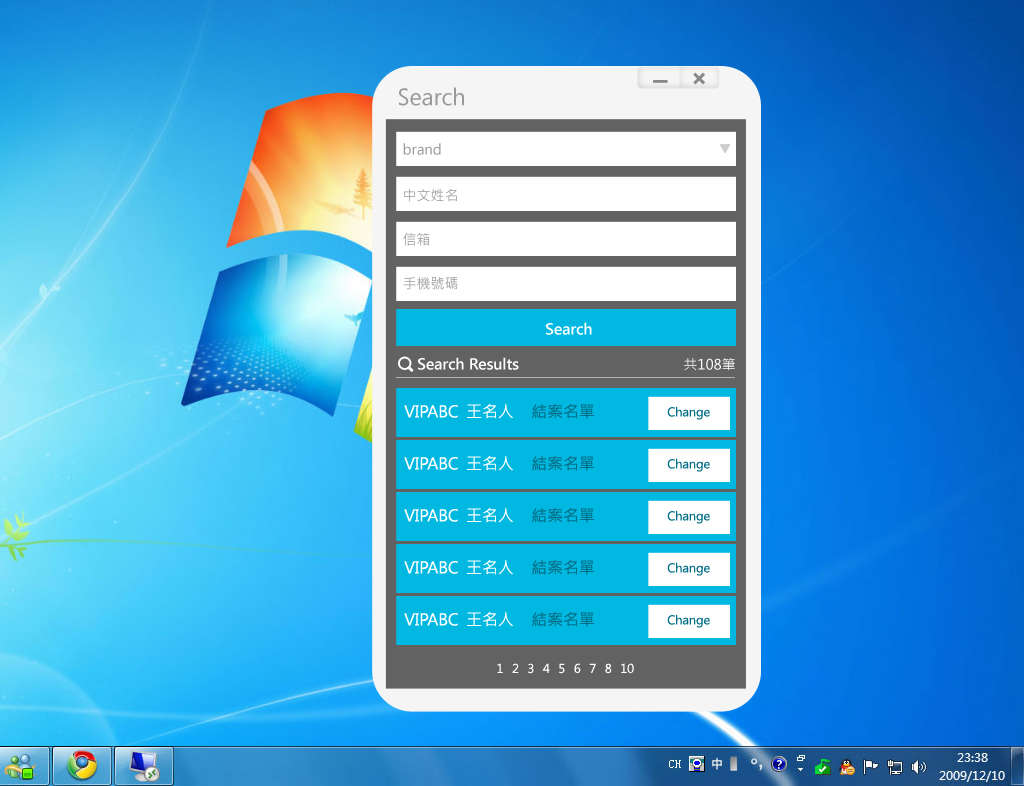 Search
brand
中文姓名
信箱
手機號碼
Search
Search Results 共108筆
VIPABC 王名人 結案名單 Change
VIPABC 王名人 結案名單 Change
VIPABC 王名人 結案名單 Change
VIPABC 王名人 結案名單 Change
VIPABC 王名人 結案名單 Change
1 2 3 4 5 6 7 8 10
CH 中 23:38
2009/12/10